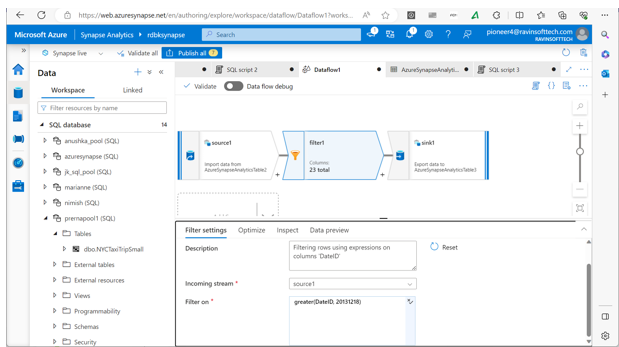 https://web.azuresynapse.net/en/authoring/explore/workspace/dataflow/Dataflow1?works...
Microsoft Azure | Synapse Analytics ▸ rdbksynapse
Search
pioneer4@ravinsofttech....
RAVINSOFTTECH
Synapse live
Validate all
Publish all 7
Data
Workspace
Linked
Filter resources by name
SQL database 14
anushka_pool (SQL)
azuresynapse (SQL)
jk_sql_pool (SQL)
marianne (SQL)
nimish (SQL)
prernapool1 (SQL)
Tables
dbo.NYCTaxiTripSmall
External tables
External resources
Views
Programmability
Schemas
Security
SQL script 2
Dataflow1
AzureSynapseAnalyti...
SQL script 3
Validate
Data flow debug
source1
Import data from
AzureSynapseAnalyticsTable2
filter1
Columns:
23 total
sink1
Export data to
AzureSynapseAnalyticsTable3
Filter settings
Optimize
Inspect
Data preview
Description
Filtering rows using expressions on
columns 'DateID'
Reset
Incoming stream *
source1
Filter on *
greater(DateID, 20131218)